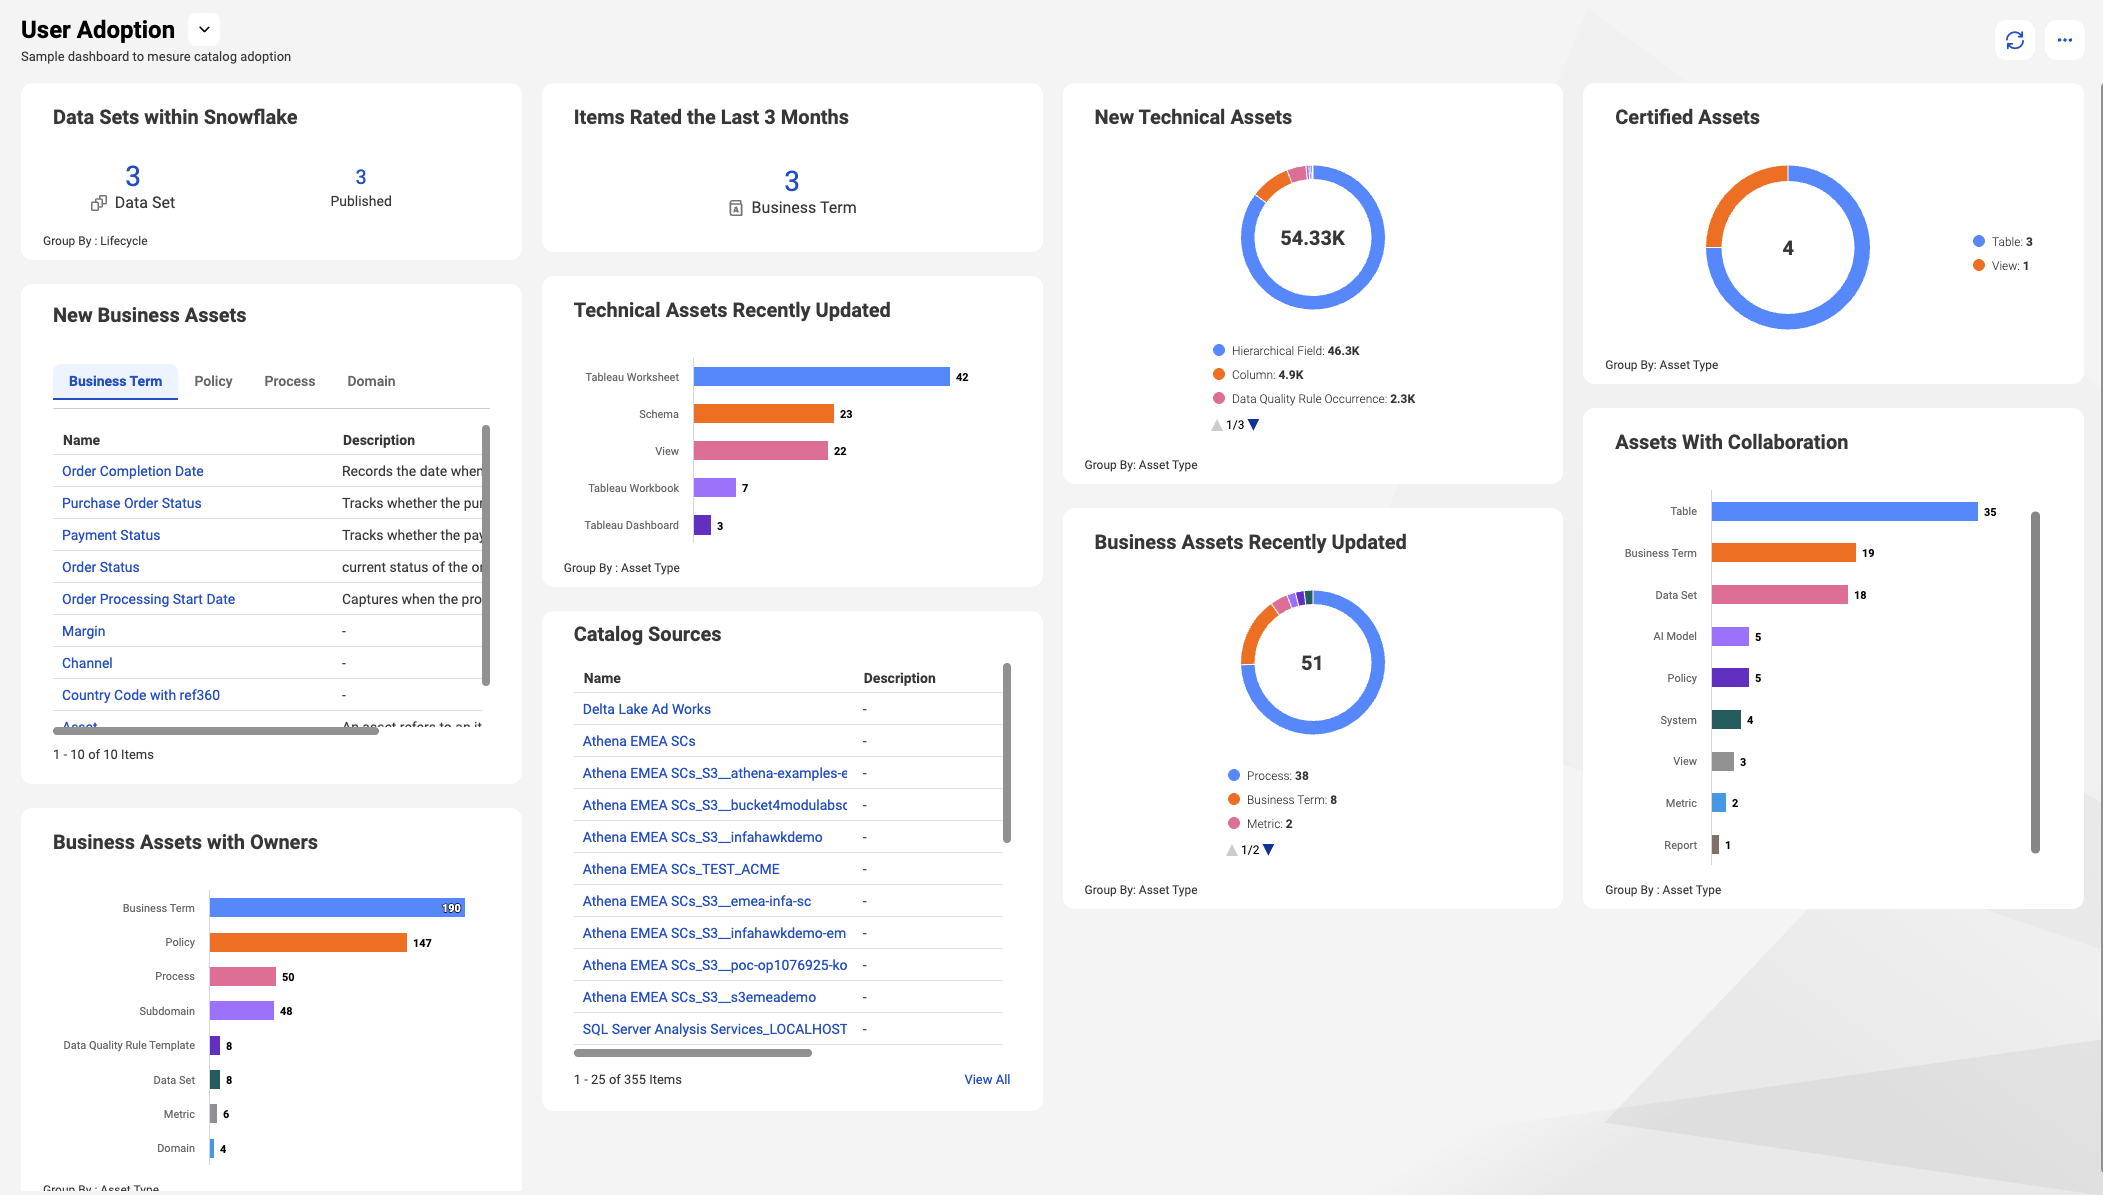 User Adoption
Sample dashboard to mesure catalog adoption
Data Sets within Snowflake
3
Data Set
3
Published
Group By : Lifecycle
New Business Assets
Business Term Policy Process Domain
Name Description
Order Completion Date Records the date when
Purchase Order Status Tracks whether the pur
Payment Status Tracks whether the pay
Order Status current status of the or
Order Processing Start Date Captures when the pro
Margin -
Channel -
Country Code with ref360 -
Asset An asset refers to an it
1 - 10 of 10 Items
Business Assets with Owners
Business Term 190
Policy 147
Process 50
Subdomain 48
Data Quality Rule Template 8
Data Set 8
Metric 6
Domain 4
Group By : Asset Type
Items Rated the Last 3 Months
3
Business Term
Technical Assets Recently Updated
Tableau Worksheet 42
Schema 23
View 22
Tableau Workbook 7
Tableau Dashboard 3
Group By : Asset Type
Catalog Sources
Name Description
Delta Lake Ad Works -
Athena EMEA SCs -
Athena EMEA SCs_S3__athena-examples-e -
Athena EMEA SCs_S3__bucket4modulabsc -
Athena EMEA SCs_S3__infahawkdemo -
Athena EMEA SCs_TEST_ACME -
Athena EMEA SCs_S3__emea-infa-sc -
Athena EMEA SCs_S3__infahawkdemo-em -
Athena EMEA SCs_S3__poc-op1076925-ko -
Athena EMEA SCs_S3__s3emeademo -
SQL Server Analysis Services_LOCALHOST -
1 - 25 of 355 Items View All
New Technical Assets
54.33K
Hierarchical Field: 46.3K
Column: 4.9K
Data Quality Rule Occurrence: 2.3K
1/3
Group By: Asset Type
Business Assets Recently Updated
51
Process: 38
Business Term: 8
Metric: 2
1/2
Group By: Asset Type
Certified Assets
4
Table: 3
View: 1
Group By: Asset Type
Assets With Collaboration
Table 35
Business Term 19
Data Set 18
AI Model 5
Policy 5
System 4
View 3
Metric 2
Report 1
Group By : Asset Type